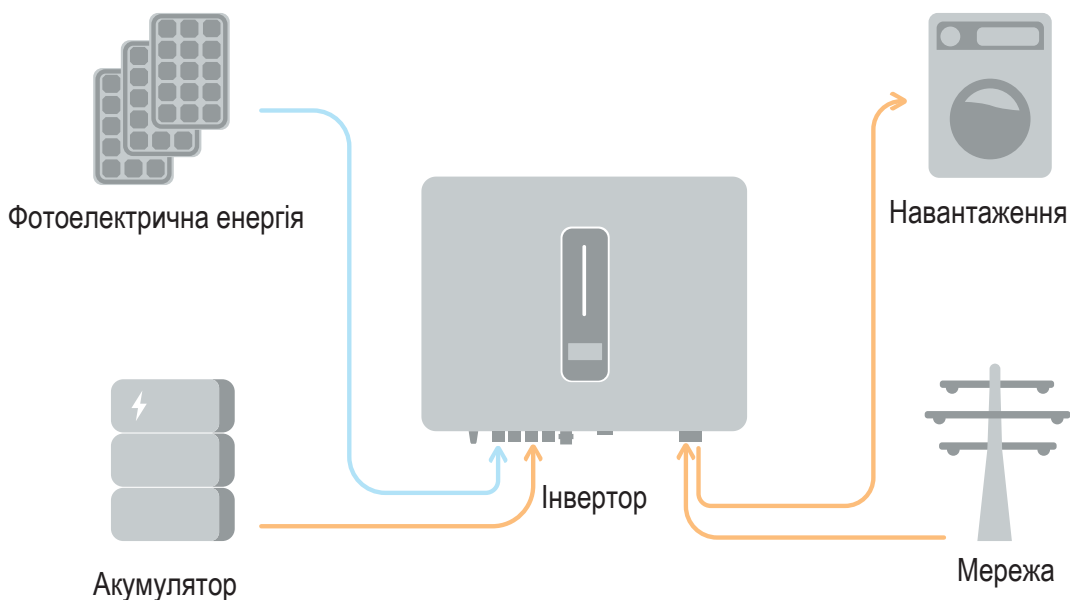 Фотоелектрична енергія
Навантаження
Інвертор
Акумулятор
Мережа